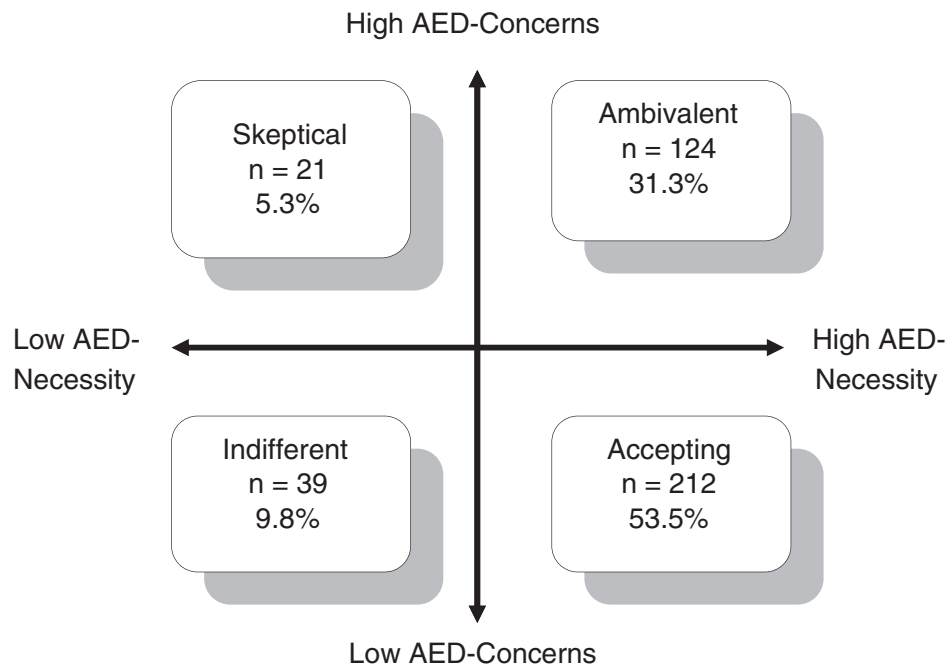 High AED-Concerns
Skeptical
n = 21
5.3%
Ambivalent
n = 124
31.3%
Low AED-
Necessity
High AED-
Necessity
Indifferent
n = 39
9.8%
Accepting
n = 212
53.5%
Low AED-Concerns